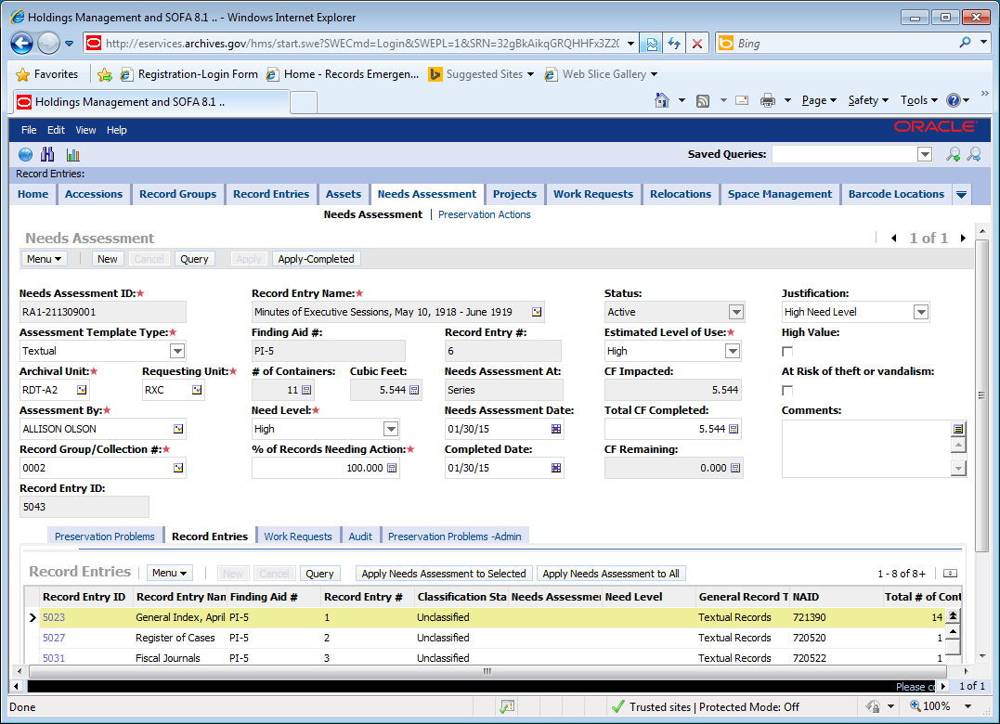 Holdings Management and SOFA 8.1 .. - Windows Internet Explorer
http://eservices.archives.gov/hms/start.swe?SWECmd=Login&SWEPL=1&SRN=32gBkAikqGRQHHFx3Z20 Bing
Favorites Registration-Login Form Home - Records Emergen... Suggested Sites Web Slice Gallery
Holdings Management and SOFA 8.1 .. Page Safety Tools
File Edit View Help ORACLE
Saved Queries:
Record Entries:
Home Accessions Record Groups Record Entries Assets Needs Assessment Projects Work Requests Relocations Space Management Barcode Locations
Needs Assessment | Preservation Actions
Needs Assessment 1 of 1
Menu New Cancel Query Apply Apply-Completed
Needs Assessment ID:* Record Entry Name:* Status: Justification:
RA1-211309001 Minutes of Executive Sessions, May 10, 1918 - June 1919 Active High Need Level
Assessment Template Type:* Finding Aid #: Record Entry #: Estimated Level of Use:* High Value:
Textual PI-5 6 High
Archival Unit:* Requesting Unit:* # of Containers: Cubic Feet: Needs Assessment At: CF Impacted: At Risk of theft or vandalism:
RDT-A2 RXC 11 5.544 Series 5.544
Assessment By:* Need Level:* Needs Assessment Date: Total CF Completed: Comments:
ALLISON OLSON High 01/30/15 5.544
Record Group/Collection #:* % of Records Needing Action:* Completed Date: CF Remaining:
0002 100.000 01/30/15 0.000
Record Entry ID:
5043
Preservation Problems Record Entries Work Requests Audit Preservation Problems -Admin
Record Entries Menu New Cancel Query Apply Needs Assessment to Selected Apply Needs Assessment to All 1 - 8 of 8+
Record Entry ID Record Entry Nan Finding Aid # Record Entry # Classification Sta Needs Assessmen Need Level General Record T NAID Total # of Cont
5023 General Index, April PI-5 1 Unclassified Textual Records 721390 14
5027 Register of Cases PI-5 2 Unclassified Textual Records 720520 1
5031 Fiscal Journals PI-5 3 Unclassified Textual Records 720522 1
Please co 1 of 1
Done Trusted sites | Protected Mode: Off 100%